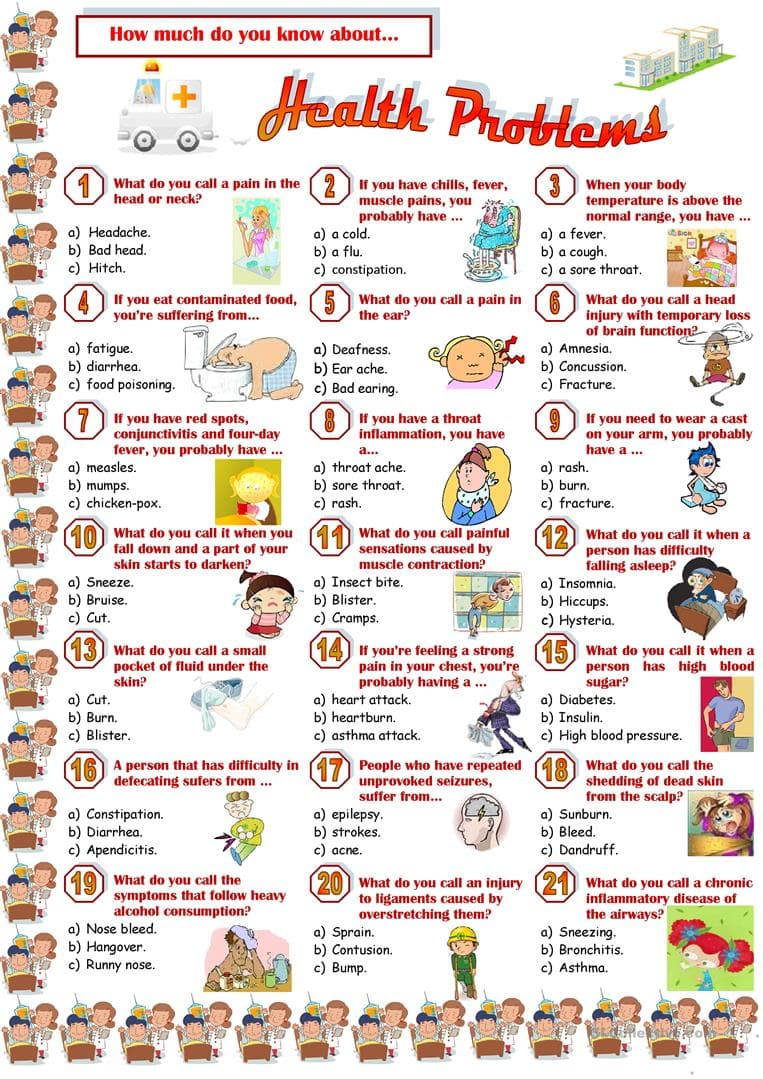 How much do you know about...
Health Problems
1
What do you call a pain in the
head or neck?
a) Headache.
b) Bad head.
c) Hitch.
2
If you have chills, fever,
muscle pains, you
probably have ...
a) a cold.
b) a flu.
c) constipation.
3
When your body
temperature is above the
normal range, you have ...
a) a fever.
b) a cough.
c) a sore throat.
4
If you eat contaminated food,
you're suffering from...
a) fatigue.
b) diarrhea.
c) food poisoning.
5
What do you call a pain in
the ear?
a) Deafness.
b) Ear ache.
c) Bad earing.
6
What do you call a head
injury with temporary loss
of brain function?
a) Amnesia.
b) Concussion.
c) Fracture.
7
If you have red spots,
conjunctivitis and four-day
fever, you probably have ...
a) measles.
b) mumps.
c) chicken-pox.
8
If you have a throat
inflammation, you have
a...
a) throat ache.
b) sore throat.
c) rash.
9
If you need to wear a cast
on your arm, you probably
have a ...
a) rash.
b) burn.
c) fracture.
10
What do you call it when you
fall down and a part of your
skin starts to darken?
a) Sneeze.
b) Bruise.
c) Cut.
11
What do you call painful
sensations caused by
muscle contraction?
a) Insect bite.
b) Blister.
c) Cramps.
12
What do you call it when a
person has difficulty
falling asleep?
a) Insomnia.
b) Hiccups.
c) Hysteria.
13
What do you call a small
pocket of fluid under the
skin?
a) Cut.
b) Burn.
c) Blister.
14
If you're feeling a strong
pain in your chest, you're
probably having a ...
a) heart attack.
b) heartburn.
c) asthma attack.
15
What do you call it when a
person has high blood
sugar?
a) Diabetes.
b) Insulin.
c) High blood pressure.
16
A person that has difficulty in
defecating sufers from ...
a) Constipation.
b) Diarrhea.
c) Apendicitis.
17
People who have repeated
unprovoked seizures,
suffer from...
a) epilepsy.
b) strokes.
c) acne.
18
What do you call the
shedding of dead skin
from the scalp?
a) Sunburn.
b) Bleed.
c) Dandruff.
19
What do you call the
symptoms that follow heavy
alcohol consumption?
a) Nose bleed.
b) Hangover.
c) Runny nose.
20
What do you call an injury
to ligaments caused by
overstretching them?
a) Sprain.
b) Contusion.
c) Bump.
21
What do you call a chronic
inflammatory disease of
the airways?
a) Sneezing.
b) Bronchitis.
c) Asthma.